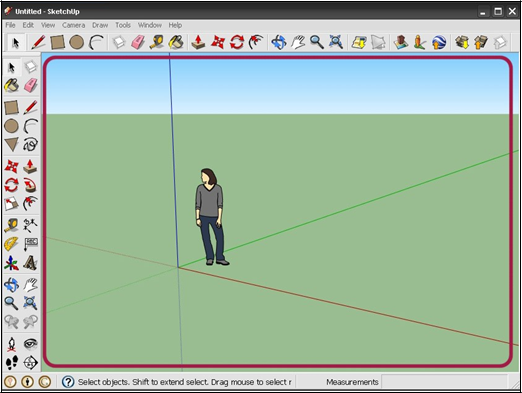 Untitled - SketchUp
File Edit View Camera Draw Tools Window Help
ABC
Select objects. Shift to extend select. Drag mouse to select r
Measurements